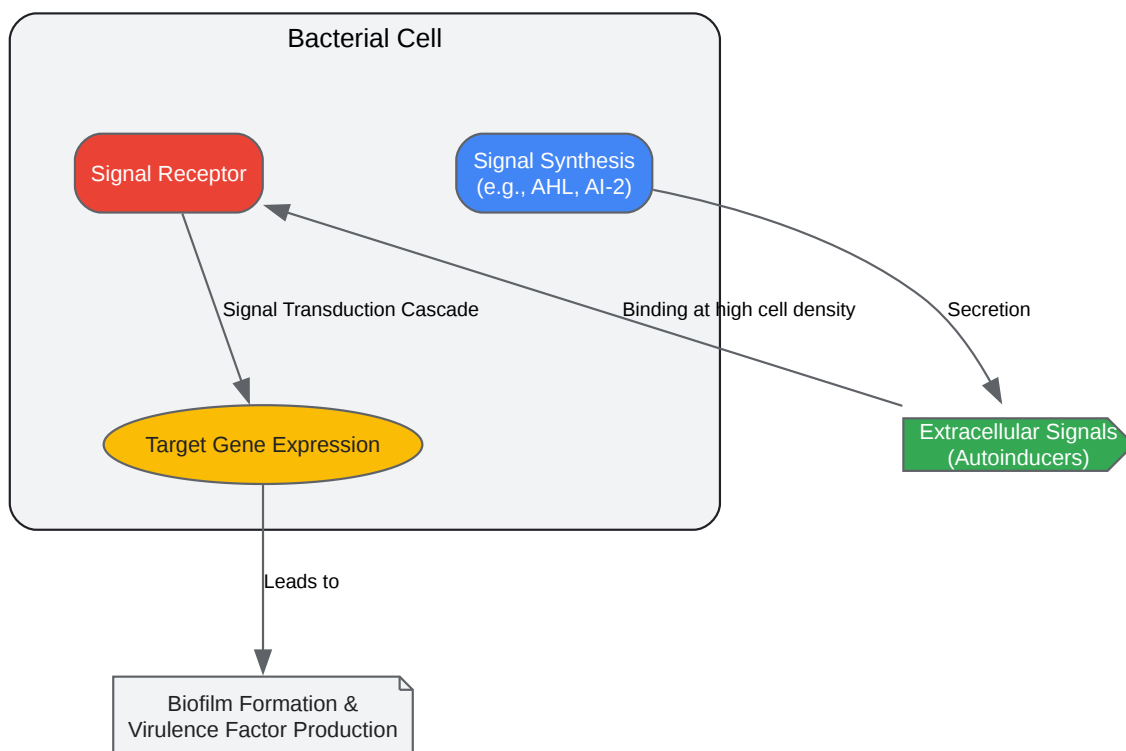 Bacterial Cell
Signal Receptor
Signal Synthesis
(e.g., AHL, AI-2)
Signal Transduction Cascade
Binding at high cell density
Secretion
Target Gene Expression
Extracellular Signals
(Autoinducers)
Leads to
Biofilm Formation &
Virulence Factor Production